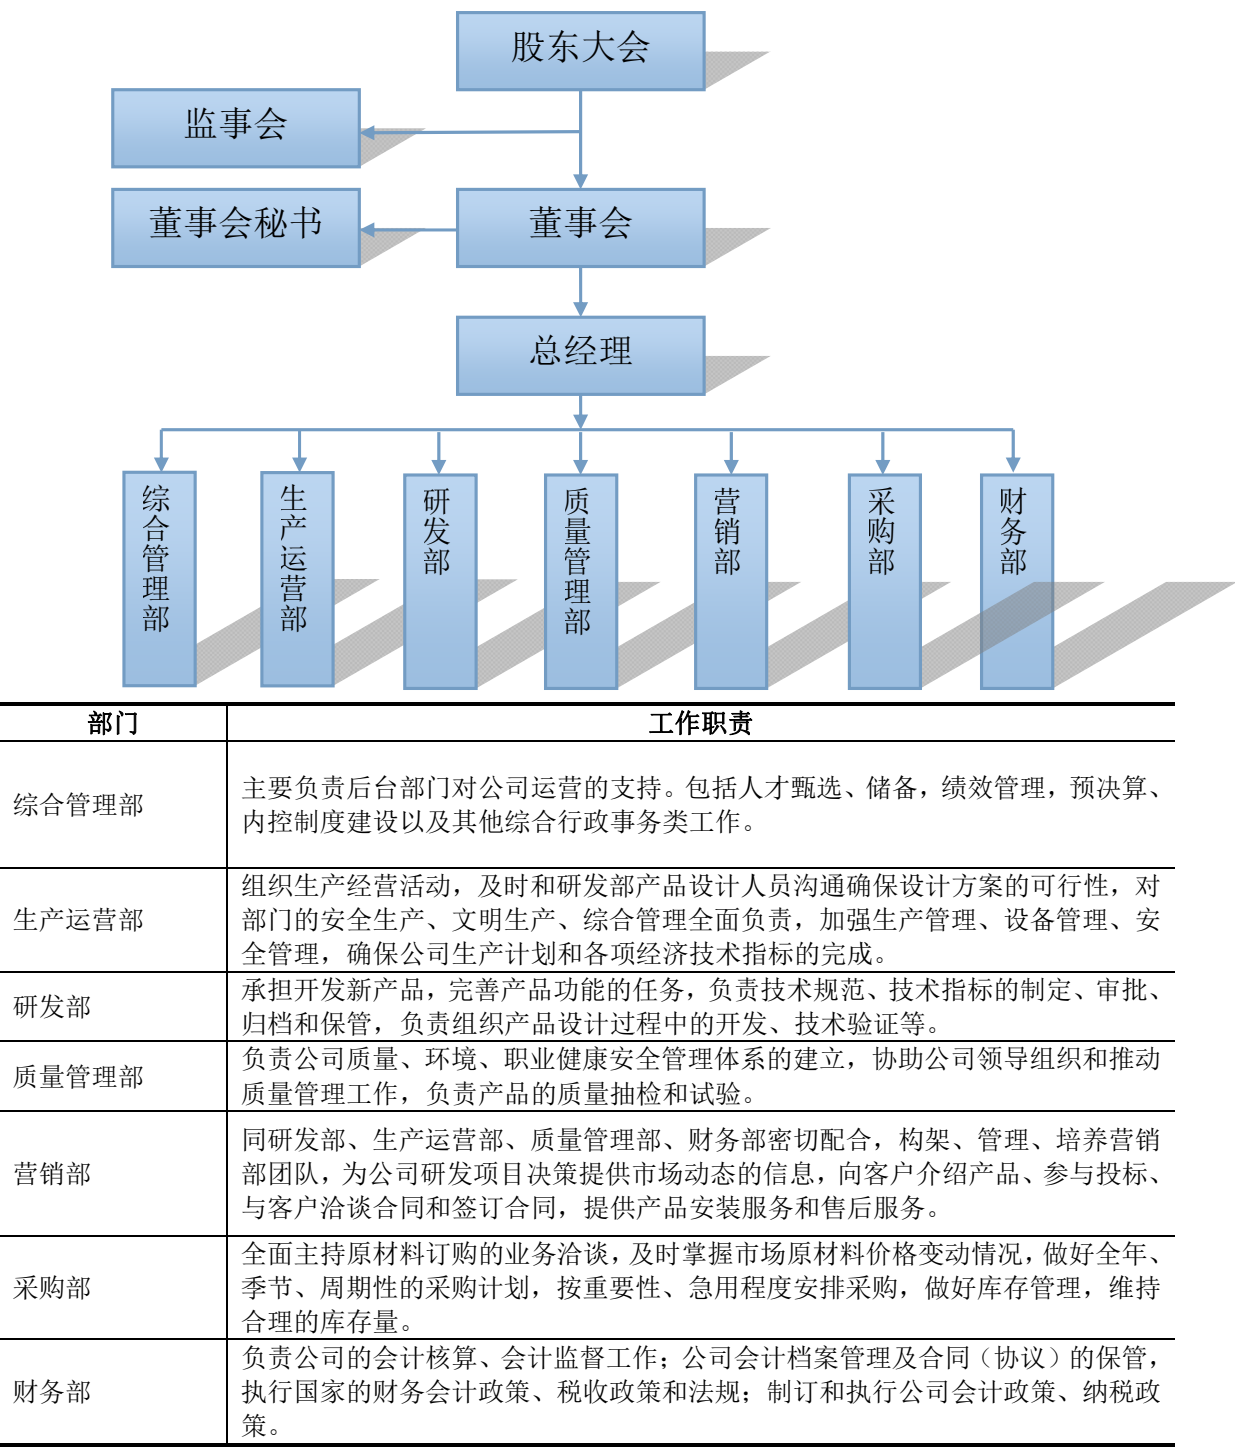 股东大会
监事会
董事会秘书
董事会
总经理
综合管理部
生产运营部
研发部
质量管理部
营销部
采购部
财务部
部门
工作职责
综合管理部
主要负责后台部门对公司运营的支持。包括人才甄选、储备，绩效管理，预决算、
内控制度建设以及其他综合行政事务类工作。
生产运营部
组织生产经营活动，及时和研发部产品设计人员沟通确保设计方案的可行性，对
部门的安全生产、文明生产、综合管理全面负责，加强生产管理、设备管理、安
全管理，确保公司生产计划和各项经济技术指标的完成。
研发部
承担开发新产品，完善产品功能的任务，负责技术规范、技术指标的制定、审批、
归档和保管，负责组织产品设计过程中的开发、技术验证等。
质量管理部
负责公司质量、环境、职业健康安全管理体系的建立，协助公司领导组织和推动
质量管理工作，负责产品的质量抽检和试验。
营销部
同研发部、生产运营部、质量管理部、财务部密切配合，构架、管理、培养营销
部团队，为公司研发项目决策提供市场动态的信息，向客户介绍产品、参与投标、
与客户洽谈合同和签订合同，提供产品安装服务和售后服务。
采购部
全面主持原材料订购的业务洽谈，及时掌握市场原材料价格变动情况，做好全年、
季节、周期性的采购计划，按重要性、急用程度安排采购，做好库存管理，维持
合理的库存量。
财务部
负责公司的会计核算、会计监督工作；公司会计档案管理及合同（协议）的保管，
执行国家的财务会计政策、税收政策和法规；制订和执行公司会计政策、纳税政
策。